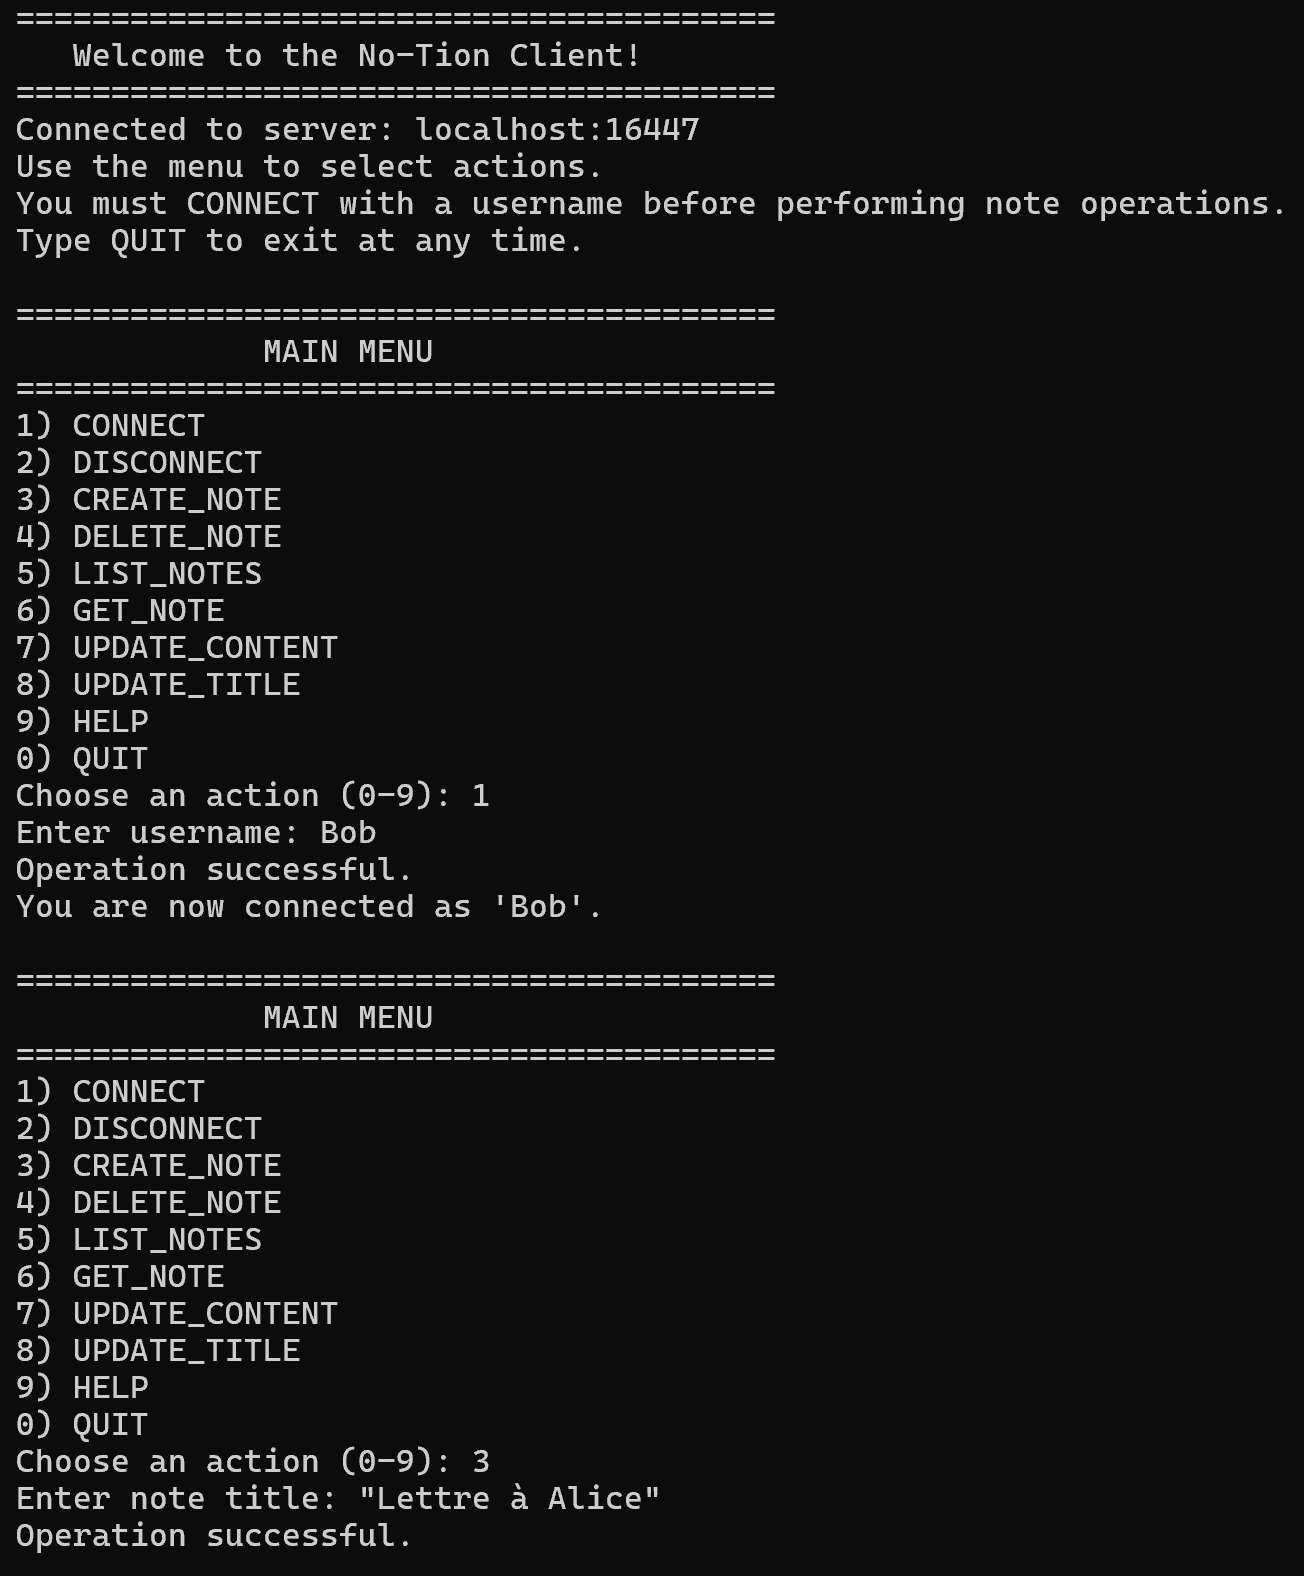 ========================================
   Welcome to the No-Tion Client!
========================================
Connected to server: localhost:16447
Use the menu to select actions.
You must CONNECT with a username before performing note operations.
Type QUIT to exit at any time.

========================================
             MAIN MENU
========================================
1) CONNECT
2) DISCONNECT
3) CREATE_NOTE
4) DELETE_NOTE
5) LIST_NOTES
6) GET_NOTE
7) UPDATE_CONTENT
8) UPDATE_TITLE
9) HELP
0) QUIT
Choose an action (0-9): 1
Enter username: Bob
Operation successful.
You are now connected as 'Bob'.

========================================
             MAIN MENU
========================================
1) CONNECT
2) DISCONNECT
3) CREATE_NOTE
4) DELETE_NOTE
5) LIST_NOTES
6) GET_NOTE
7) UPDATE_CONTENT
8) UPDATE_TITLE
9) HELP
0) QUIT
Choose an action (0-9): 3
Enter note title: "Lettre à Alice"
Operation successful.